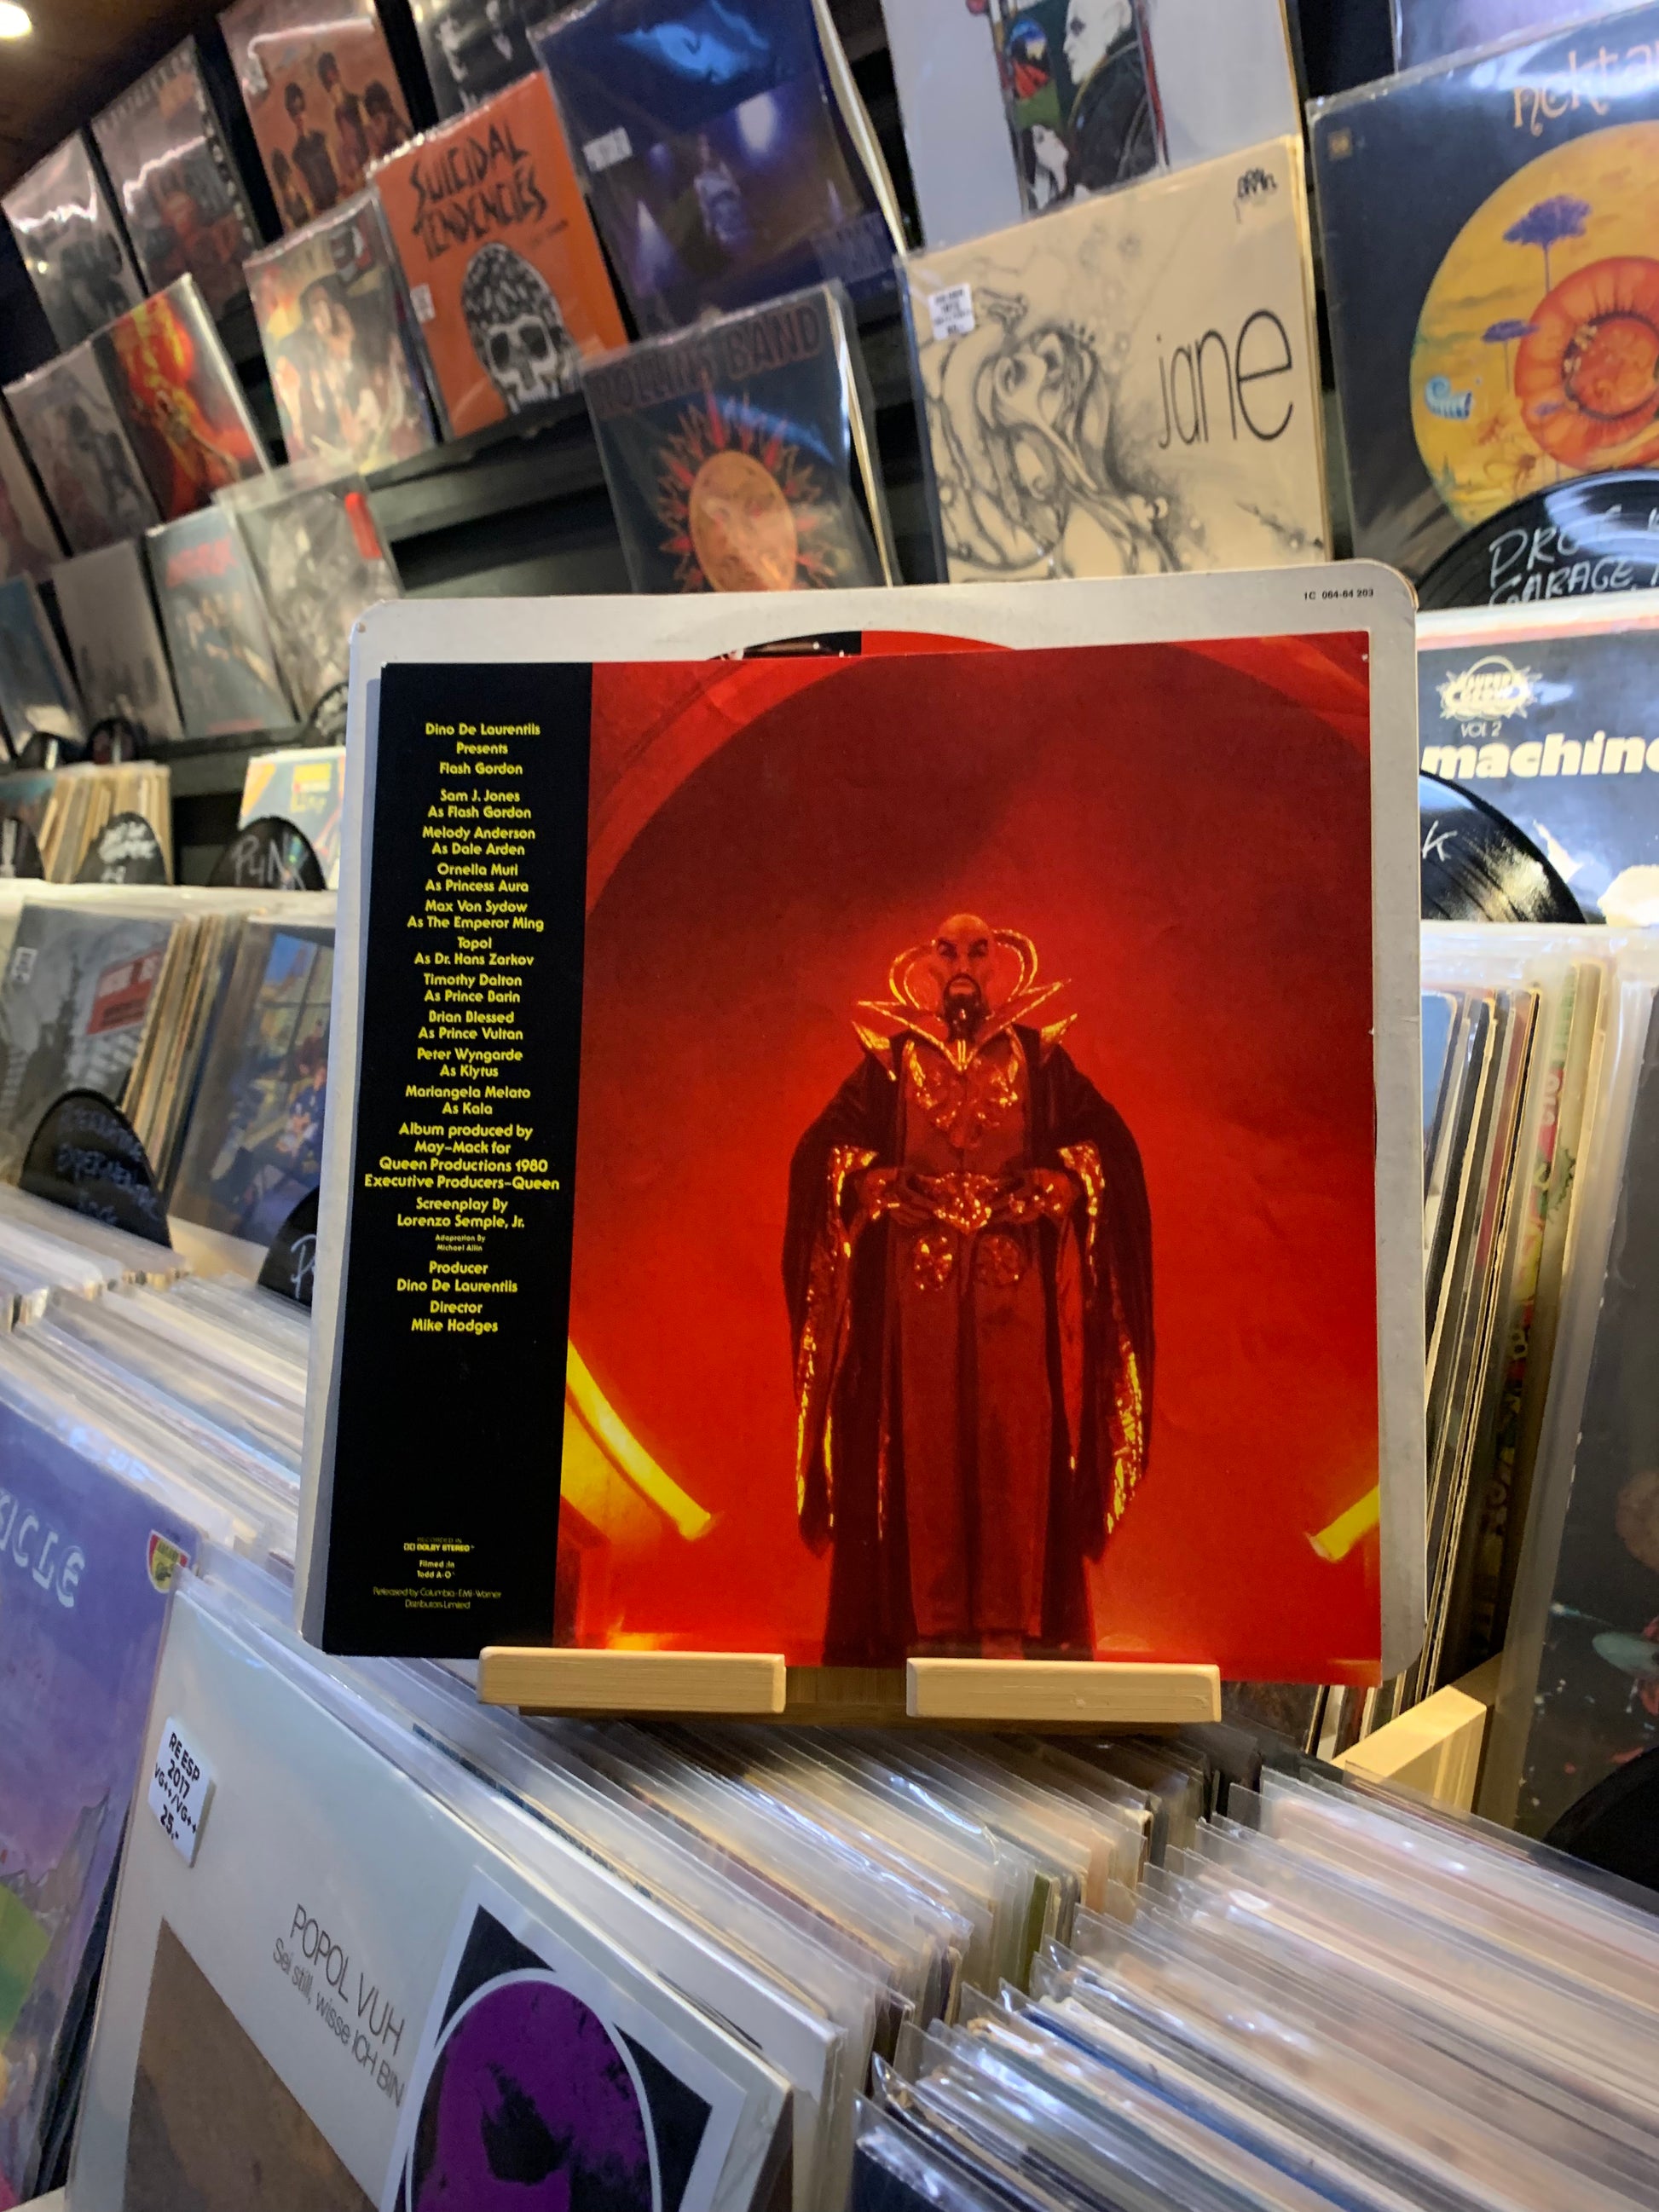 nektar
SUICIDAL
TENDENCIES
ROLLINS BAND
jane
1C 064-64 203
VOL 2
machine
PUNK
Dino De Laurentiis
Presents
Flash Gordon
Sam J. Jones
As Flash Gordon
Melody Anderson
As Dale Arden
Ornella Muti
As Princess Aura
Max Von Sydow
As The Emperor Ming
Topol
As Dr. Hans Zarkov
Timothy Dalton
As Prince Barin
Brian Blessed
As Prince Vultan
Peter Wyngarde
As Klytus
Mariangela Melato
As Kala
Album produced by
May-Mack for
Queen Productions 1980
Executive Producers-Queen
Screenplay By
Lorenzo Semple, Jr.
Adaptation By
Michael Allin
Producer
Dino De Laurentiis
Director
Mike Hodges
RECORDED IN
DOLBY STEREO
Filmed In
Todd A-O
Released by Columbia-EMI-Warner
Distributors Limited
RE ESP
2017
VG++/VG++
25,-
POPOL VUH
Sei still, wisse ICH BIN